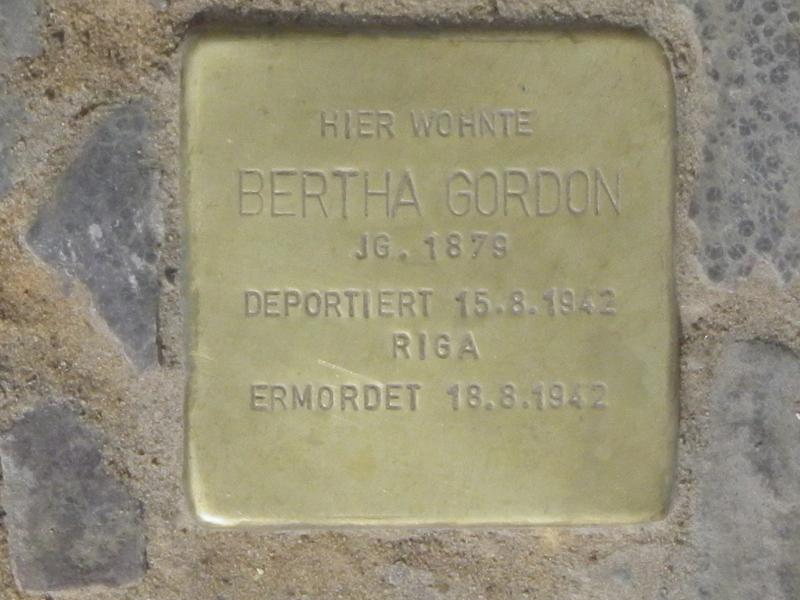 HIER WOHNTE
BERTHA GORDON
JG. 1879
DEPORTIERT 15.8.1942
RIGA
ERMORDET 18.8.1942